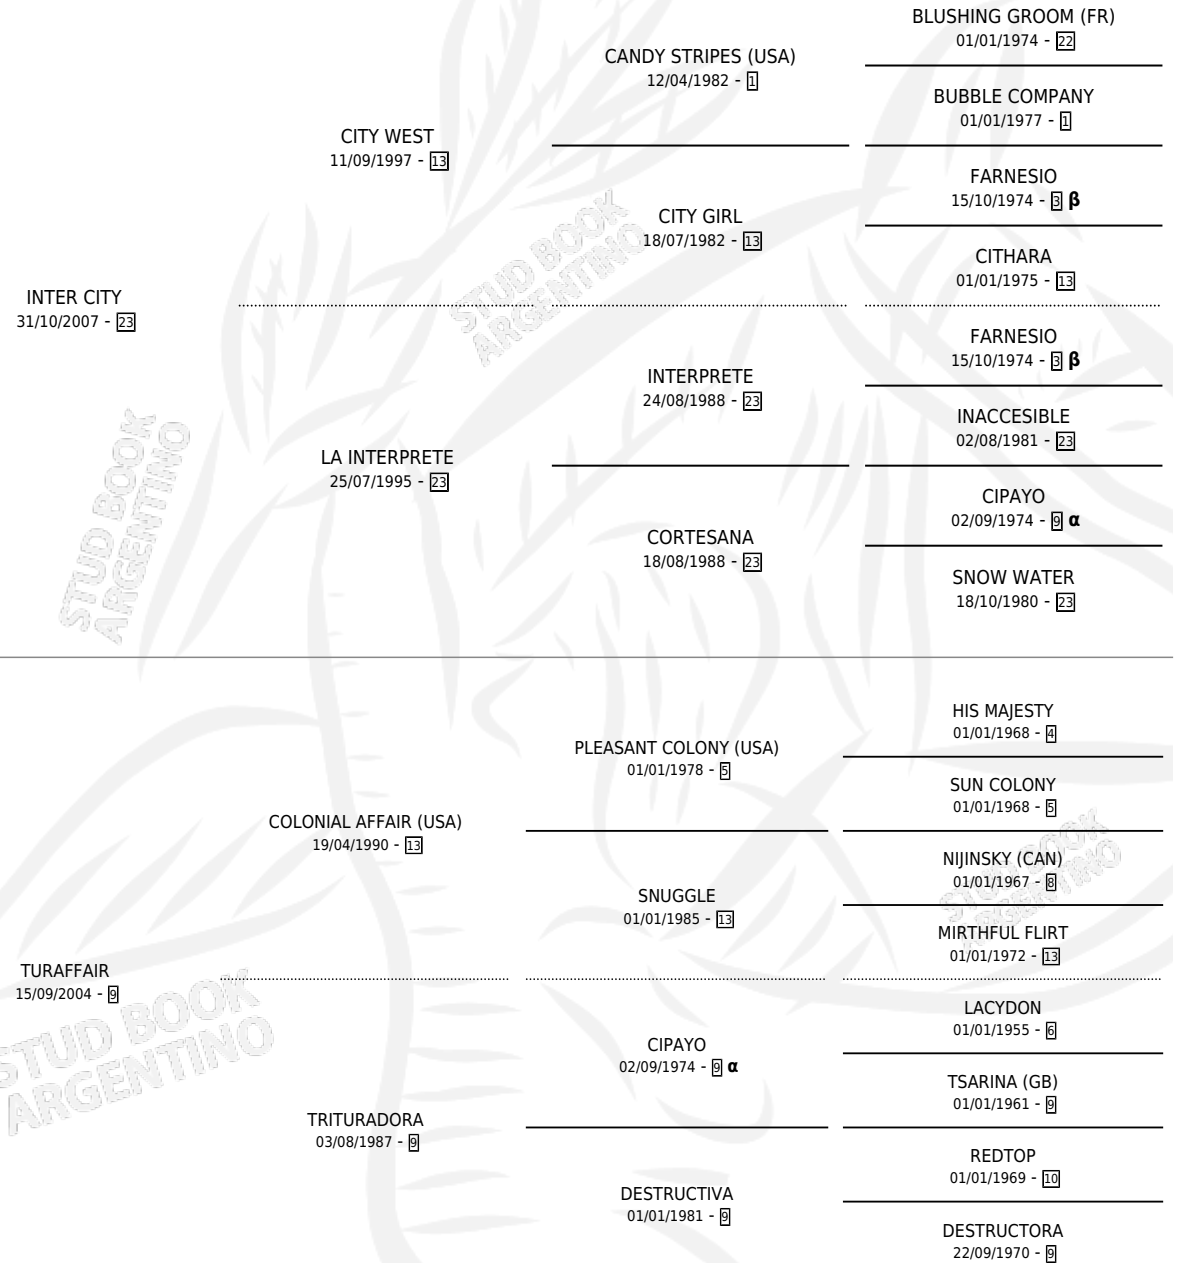 BLUSHING GROOM (FR)
01/01/1974 - 22
CANDY STRIPES (USA)
12/04/1982 - 1
BUBBLE COMPANY
01/01/1977 - 1
CITY WEST
11/09/1997 - 13
FARNESIO
15/10/1974 - 3 β
CITY GIRL
18/07/1982 - 13
CITHARA
01/01/1975 - 13
INTER CITY
31/10/2007 - 23
FARNESIO
15/10/1974 - 3 β
INTERPRETE
24/08/1988 - 23
INACCESIBLE
02/08/1981 - 23
LA INTERPRETE
25/07/1995 - 23
CIPAYO
02/09/1974 - 9 α
CORTESANA
18/08/1988 - 23
SNOW WATER
18/10/1980 - 23
HIS MAJESTY
01/01/1968 - 4
PLEASANT COLONY (USA)
01/01/1978 - 5
SUN COLONY
01/01/1968 - 5
COLONIAL AFFAIR (USA)
19/04/1990 - 13
NIJINSKY (CAN)
01/01/1967 - 8
SNUGGLE
01/01/1985 - 13
MIRTHFUL FLIRT
01/01/1972 - 13
TURAFFAIR
15/09/2004 - 9
LACYDON
01/01/1955 - 6
CIPAYO
02/09/1974 - 9 α
TSARINA (GB)
01/01/1961 - 9
TRITURADORA
03/08/1987 - 9
REDTOP
01/01/1969 - 10
DESTRUCTIVA
01/01/1981 - 9
DESTRUCTORA
22/09/1970 - 9
STUD BOOK
ARGENTINO
STUD BOOK
ARGENTINO
STUD BOOK
ARGENTINO
STUD BOOK
ARGENTINO